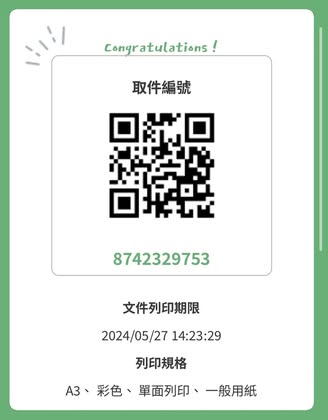 Congratulations !
取件編號
8742329753
文件列印期限
2024/05/27 14:23:29
列印規格
A3、 彩色、 單面列印、 一般用紙